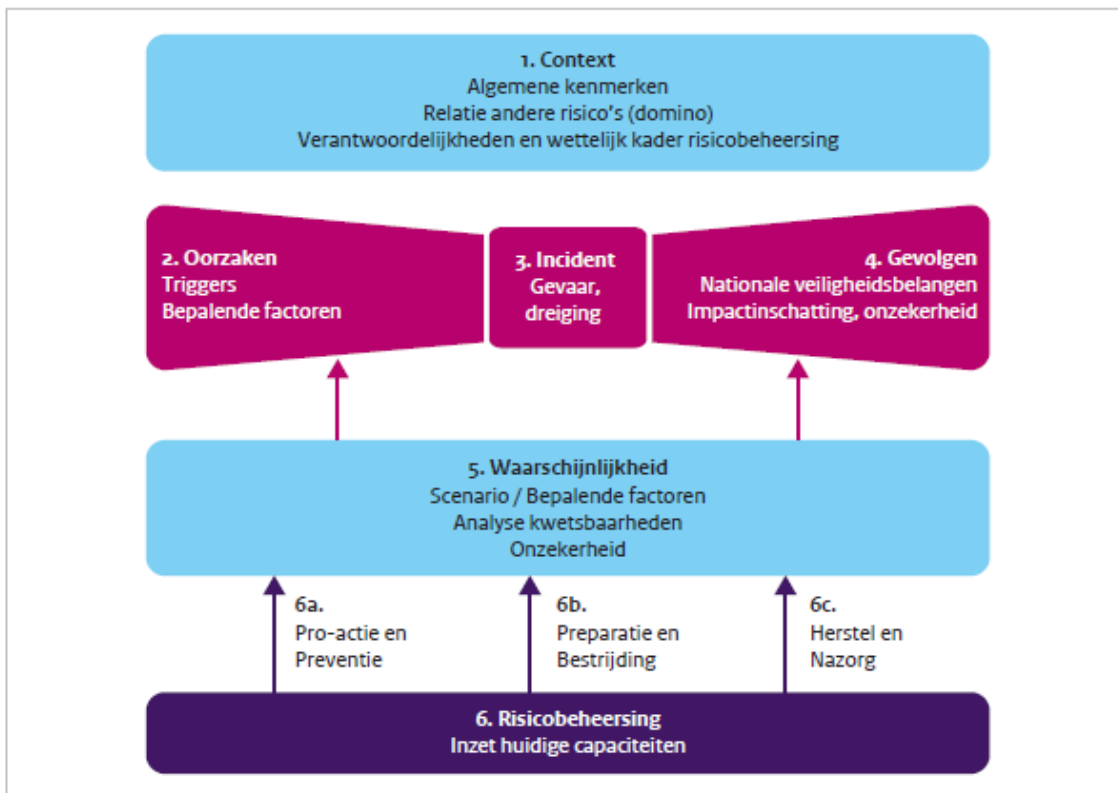 1. Context
Algemene kenmerken
Relatie andere risico's (domino)
Verantwoordelijkheden en wettelijk kader risicobeheersing
2. Oorzaken
Triggers
Bepalende factoren
3. Incident
Gevaar,
dreiging
4. Gevolgen
Nationale veiligheidsbelangen
Impactinschatting, onzekerheid
5. Waarschijnlijkheid
Scenario / Bepalende factoren
Analyse kwetsbaarheden
Onzekerheid
6a.
Pro-actie en
Preventie
6b.
Preparatie en
Bestrijding
6c.
Herstel en
Nazorg
6. Risicobeheersing
Inzet huidige capaciteiten